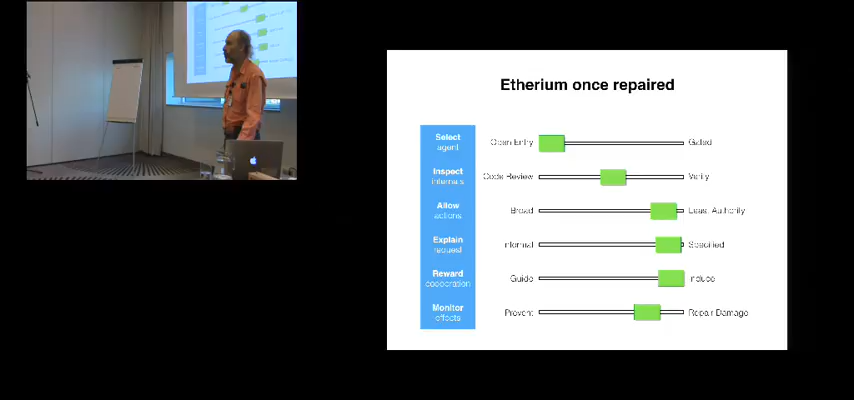 Etherium once repaired
Select
agent
Open Entry
Gated
Inspect
internals
Code Review
Verify
Allow
actions
Broad
Least Authority
Explain
request
Informal
Specified
Reward
cooperation
Guide
Induce
Monitor
effects
Prevent
Repair Damage